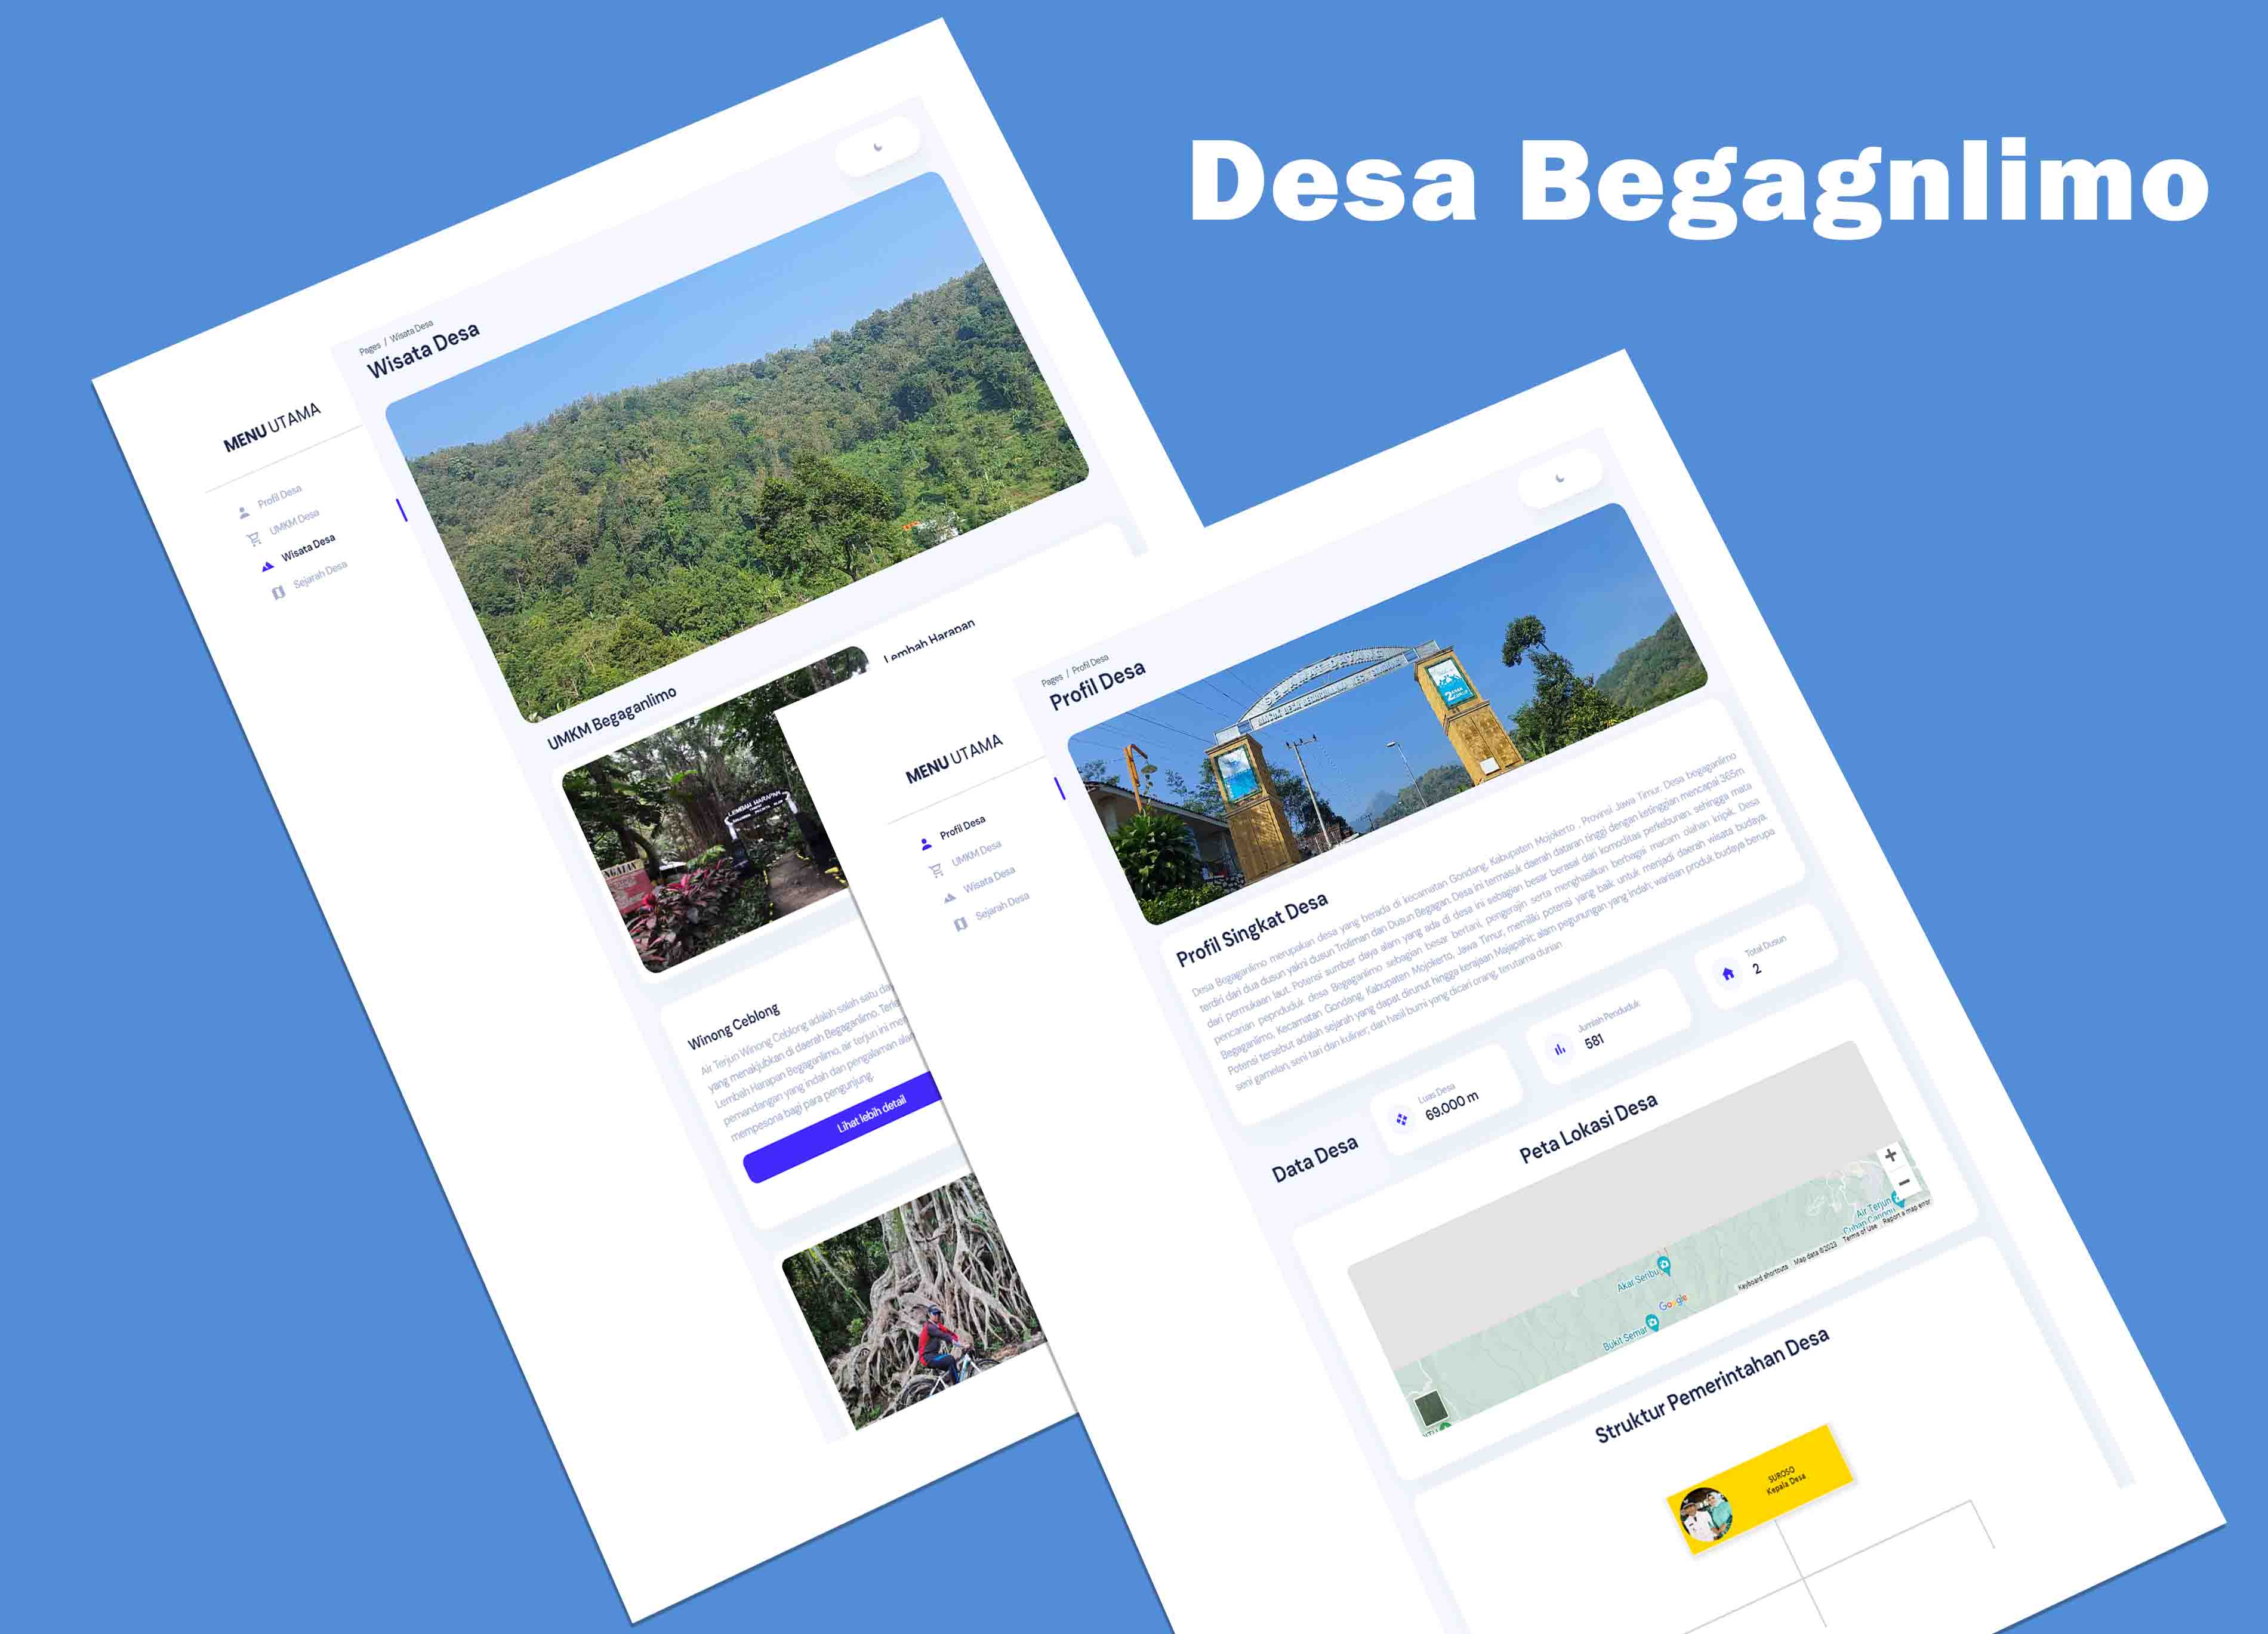 Desa Begagnlimo
Pages / Wisata Desa
Wisata Desa
MENU UTAMA
Profil Desa
UMKM Desa
Wisata Desa
Sejarah Desa
UMKM Begaganlimo
Lembah Harapan
LEMBAH HARAPAN
Winong Ceblong
Air Terjun Winong Ceblong adalah salah satu
yang menakjubkan di daerah Begaganlimo.
Lembah Harapan Begaganlimo, air terjun ini
pemandangan yang indah dan pengalaman
mempesona bagi para pengunjung.
Lihat lebih detail
Pages / Profil Desa
Profil Desa
MENU UTAMA
Profil Desa
UMKM Desa
Wisata Desa
Sejarah Desa
Profil Singkat Desa
Desa Begaganlimo merupakan desa yang berada di kecamatan Gondang, Kabupaten Mojokerto , Provinsi Jawa Timur. Desa begaganlimo
terdiri dari dua dusun yakni dusun Troliman dan Dusun Begagan. Desa ini termasuk daerah dataran tinggi dengan ketinggian mencapai 365m
dari permukaan laut. Potensi sumber daya alam yang ada di desa ini sebagian besar berasal dari komoditas perkebunan. sehingga mata
pencarian pepnduduk desa Begaganlimo sebagian besar bertani, pengerajin serta menghasilkan berbagai macam olahan kripik. Desa
Begaganlimo, Kecamatan Gondang, Kabupaten Mojokerto, Jawa Timur, memiliki potensi yang baik untuk menjadi daerah wisata budaya.
Potensi tersebut adalah sejarah yang dapat dirunut hingga kerajaan Majapahit; alam pegunungan yang indah; warisan produk budaya berupa
seni gamelan, seni tari dan kuliner; dan hasil bumi yang dicari orang, terutama durian
Data Desa
Luas Desa
69.000 m
Jumlah Penduduk
581
Total Dusun
2
Peta Lokasi Desa
Air Terjun
Cuban Canggu
Akar Seribu
Google
Bukit Semar
Keyboard shortcuts
Map data ©2023
Terms of Use
Report a map error
Struktur Pemerintahan Desa
SUROSO
Kepala Desa